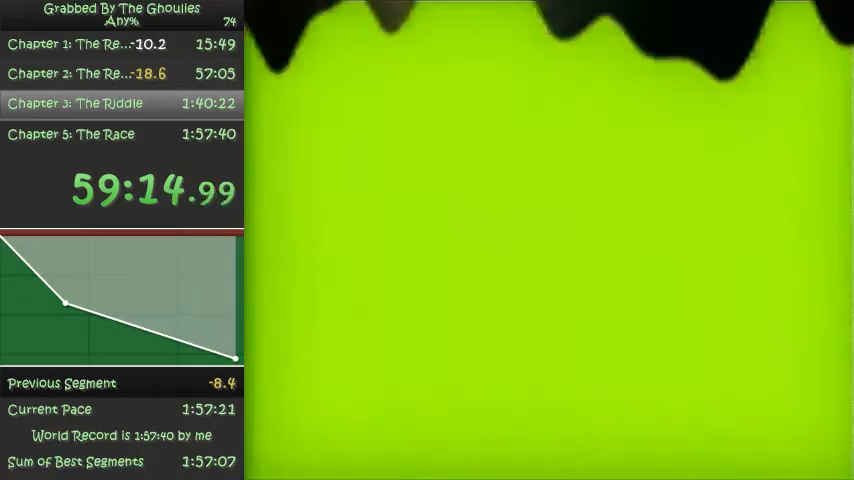 Grabbed By The Ghoulies
Any% 74
Chapter 1: The Re... -10.2 15:49
Chapter 2: The Re... -18.6 57:05
Chapter 3: The Riddle 1:40:22
Chapter 5: The Race 1:57:40
59:14.99
Previous Segment -8.4
Current Pace 1:57:21
World Record is 1:57:40 by me
Sum of Best Segments 1:57:07